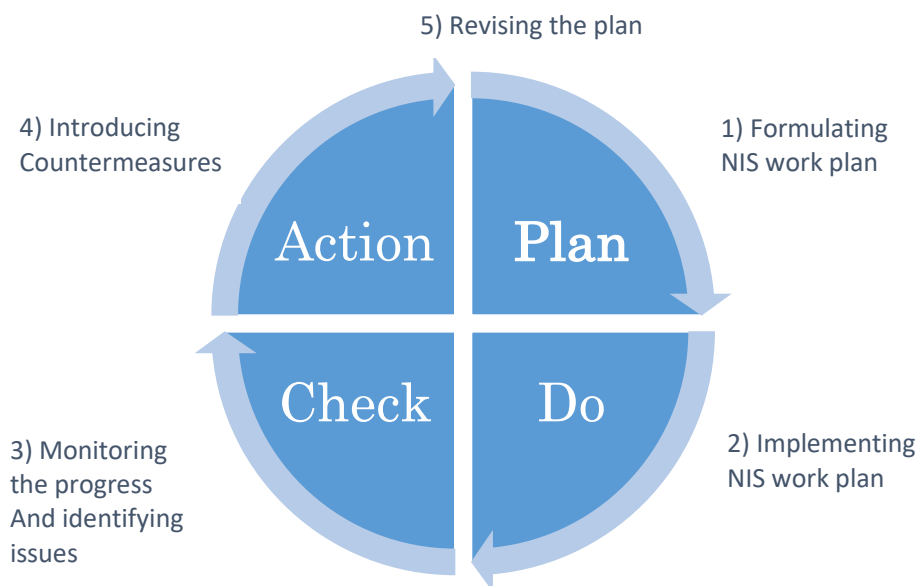 5) Revising the plan
4) Introducing
Countermeasures
1) Formulating
NIS work plan
Action
Plan
Check
Do
3) Monitoring
the progress
And identifying
issues
2) Implementing
NIS work plan